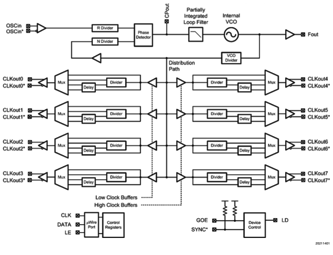 OSCin
OSCin*
R Divider
N Divider
Phase
Detector
CPout
Partially
Integrated
Loop Filter
Internal
VCO
Fout
VCO
Divider
Distribution
Path
CLKout0
CLKout0*
Mux
Divider
Delay
CLKout4
CLKout4*
Mux
Divider
Delay
CLKout1
CLKout1*
Mux
Divider
Delay
CLKout5
CLKout5*
Mux
Divider
Delay
CLKout2
CLKout2*
Mux
Divider
Delay
CLKout6
CLKout6*
Mux
Divider
Delay
CLKout3
CLKout3*
Mux
Divider
Delay
CLKout7
CLKout7*
Mux
Divider
Delay
Low Clock Buffers
High Clock Buffers
CLK
DATA
LE
μWire
Port
Control
Registers
GOE
SYNC*
Device
Control
LD